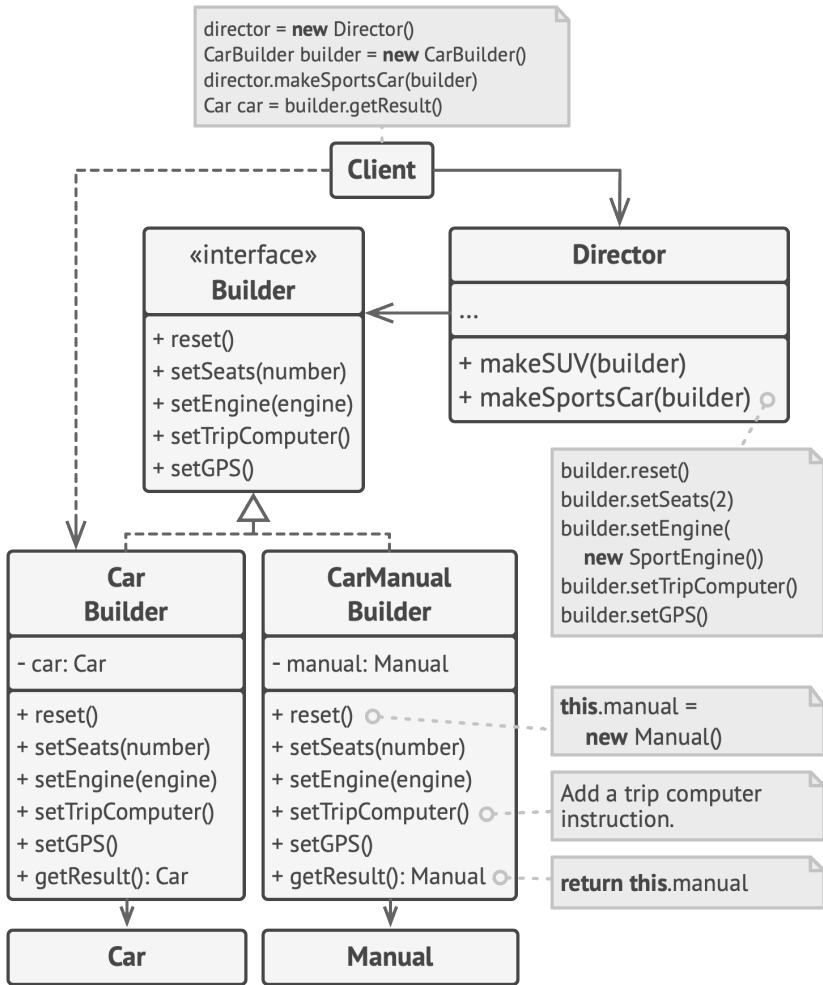 director = new Director()
CarBuilder builder = new CarBuilder()
director.makeSportsCar(builder)
Car car = builder.getResult()
Client
«interface»
Builder
+ reset()
+ setSeats(number)
+ setEngine(engine)
+ setTripComputer()
+ setGPS()
Director
...
+ makeSUV(builder)
+ makeSportsCar(builder)
builder.reset()
builder.setSeats(2)
builder.setEngine(
new SportEngine())
builder.setTripComputer()
builder.setGPS()
Car
Builder
- car: Car
+ reset()
+ setSeats(number)
+ setEngine(engine)
+ setTripComputer()
+ setGPS()
+ getResult(): Car
CarManual
Builder
- manual: Manual
+ reset()
+ setSeats(number)
+ setEngine(engine)
+ setTripComputer()
+ setGPS()
+ getResult(): Manual
this.manual =
new Manual()
Add a trip computer
instruction.
return this.manual
Car
Manual